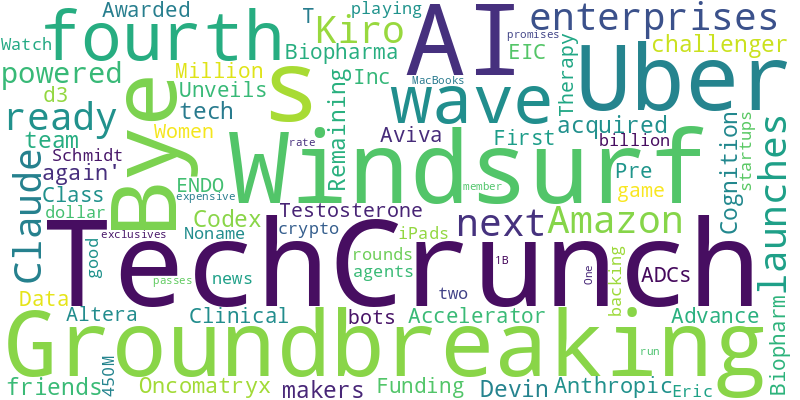 Awarded T playing promises
fourth AI Uber enterprises
Watch Kiro Biopharma EIC challenger
powered Million Inc MacBooks Therapy
d3 Unveils s wave
ready tech Remaining Aviva First acquired
team Women 'billion
Bye Windsurf rate Cognition startups launches
Schmidt again' Pre
claude Class ENDO expensive member game
dollar Codex Testosterone next Amazon
exclusives Noname crypto iPads
TechCrunch
good rounds backing
news agents 1B One ADCs
passes
Data two
Altera Clinical bots Accelerator Advance Biopharm
Groundbreaking
run
friends 450M Oncomatryx makers Funding Devin Anthropic Eric